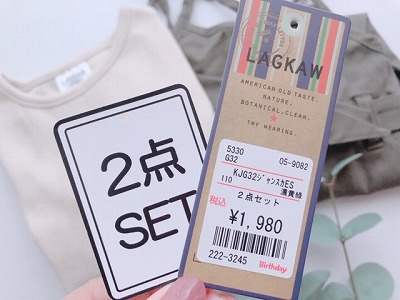 ２点
SET
LAGKAW
AMERICAN OLD TASTE.
NATURE.
BOTANICAL, CLEAN.
TRY WEARING.
5330
G32 05-9082
KJG32ｼﾞｬﾝｽｶES
110 濃黄緑
２点セット
税込
¥1,980
222-3245 Birthday